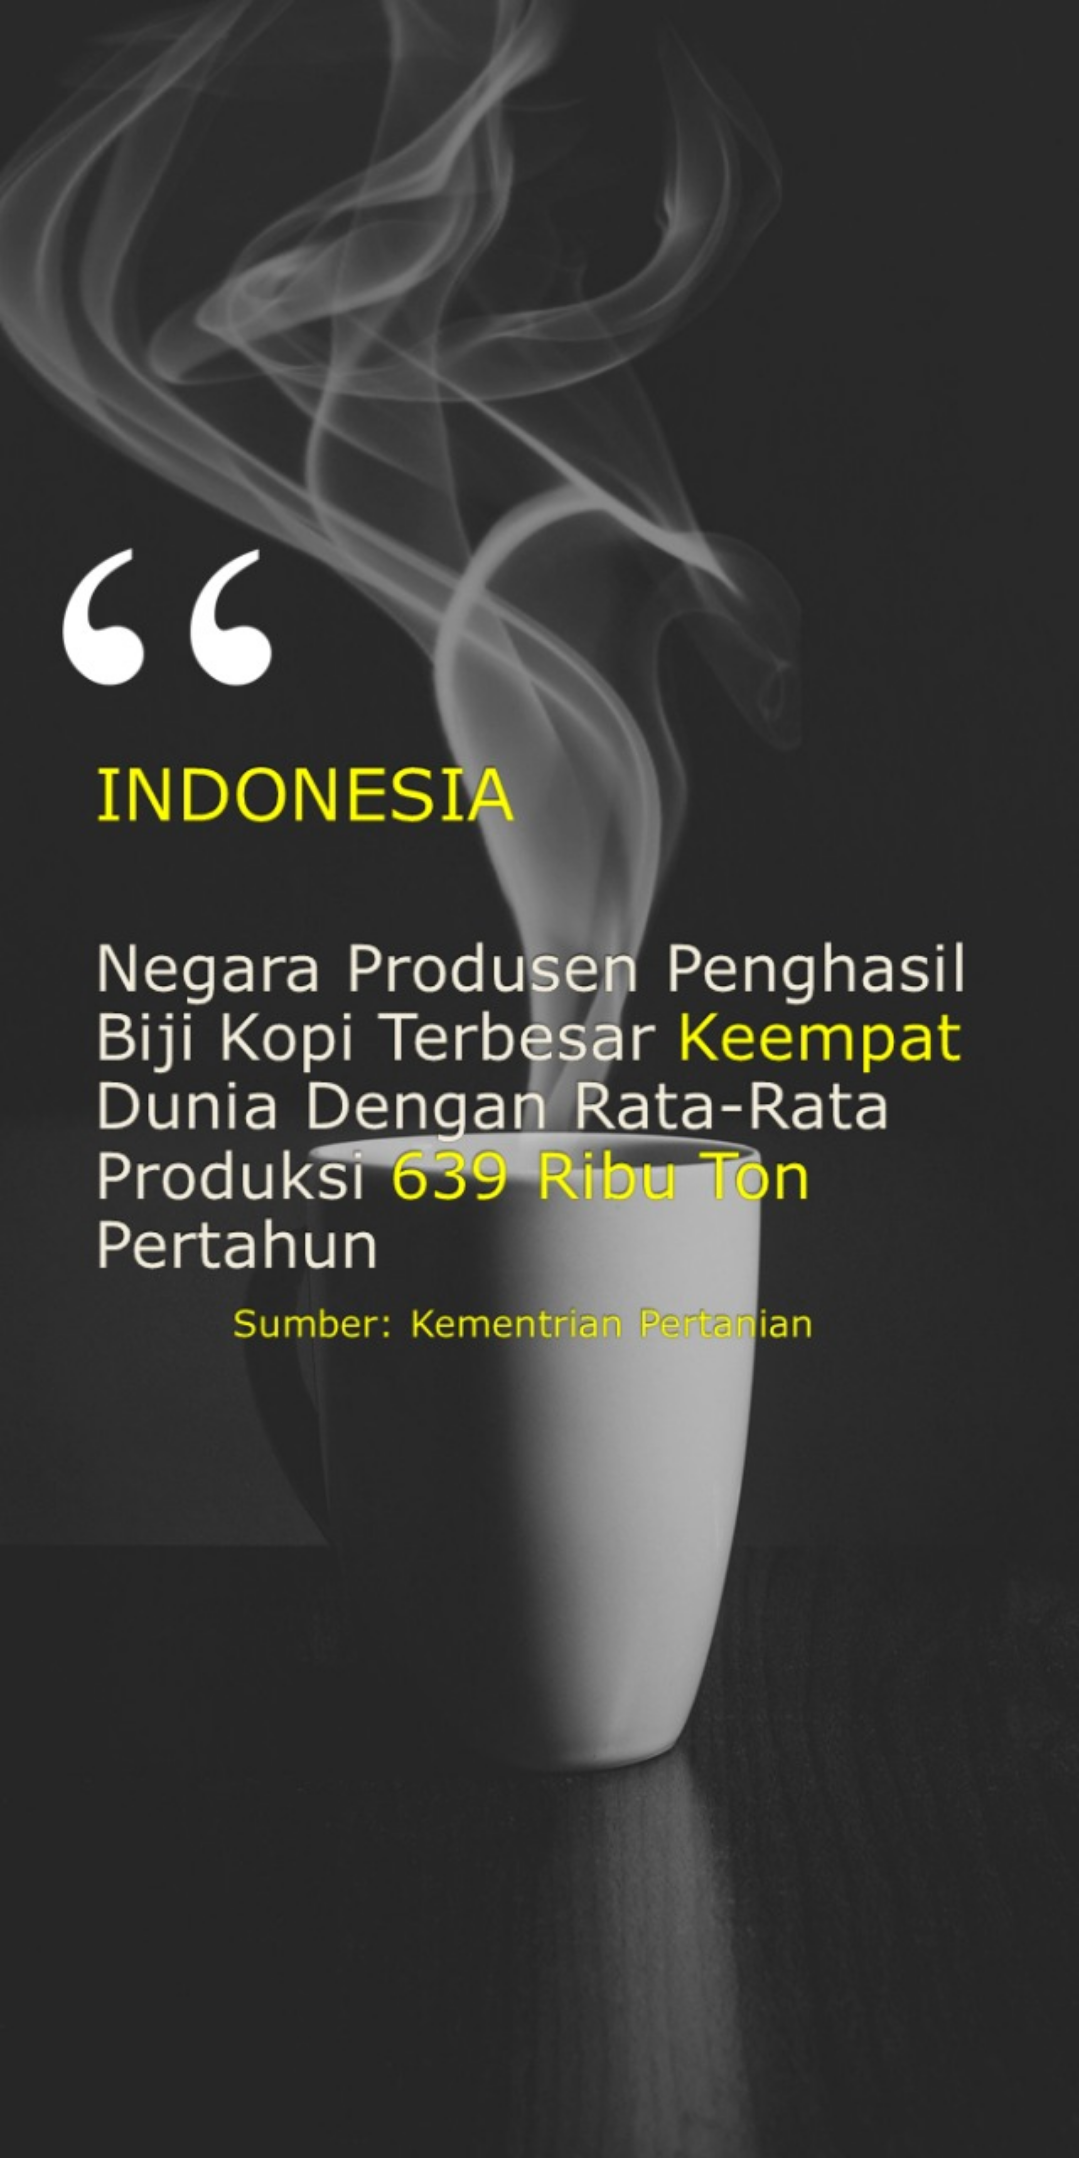 “
INDONESIA
Negara Produsen Penghasil
Biji Kopi Terbesar Keempat
Dunia Dengan Rata-Rata
Produksi 639 Ribu Ton
Pertahun
Sumber: Kementrian Pertanian